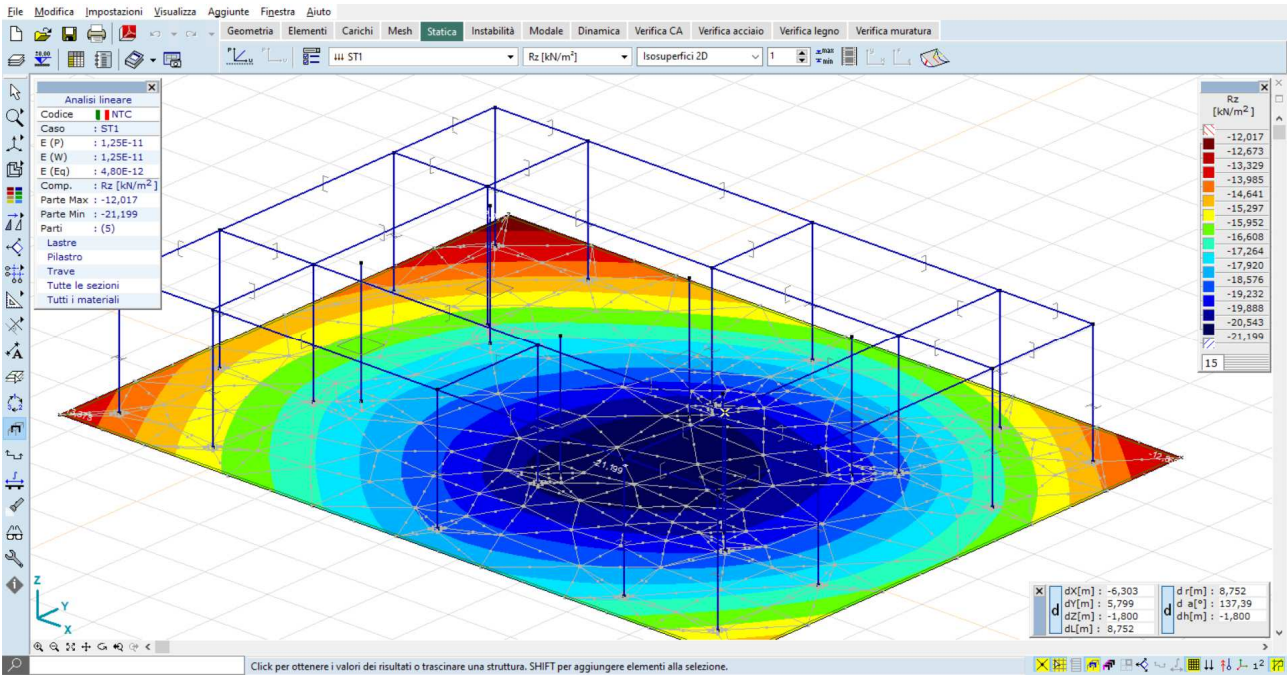 File Modifica Impostazioni Visualizza Aggiunte Finestra Aiuto
Geometria Elementi Carichi Mesh Statica Instabilità Modale Dinamica Verifica CA Verifica acciaio Verifica legno Verifica muratura
ST1 Rz [kN/m²] Isosuperfici 2D 1
Analisi lineare
Codice NTC
Caso : ST1
E (P) : 1,25E-11
E (W) : 1,25E-11
E (Eq) : 4,80E-12
Comp. : Rz [kN/m²]
Parte Max : -12,017
Parte Min : -21,199
Parti : (5)
Lastre
Pilastro
Trave
Tutte le sezioni
Tutti i materiali
Rz
[kN/m²]
-12,017
-12,673
-13,329
-13,985
-14,641
-15,297
-15,952
-16,608
-17,264
-17,920
-18,576
-19,232
-19,888
-20,543
-21,199
15
-21,199
Z
Y
X
d
dX[m] : -6,303
dY[m] : 5,799
dZ[m] : -1,800
dL[m] : 8,752
d
d r[m] : 8,752
d a[°] : 137,39
dh[m] : -1,800
Click per ottenere i valori dei risultati o trascinare una struttura. SHIFT per aggiungere elementi alla selezione.